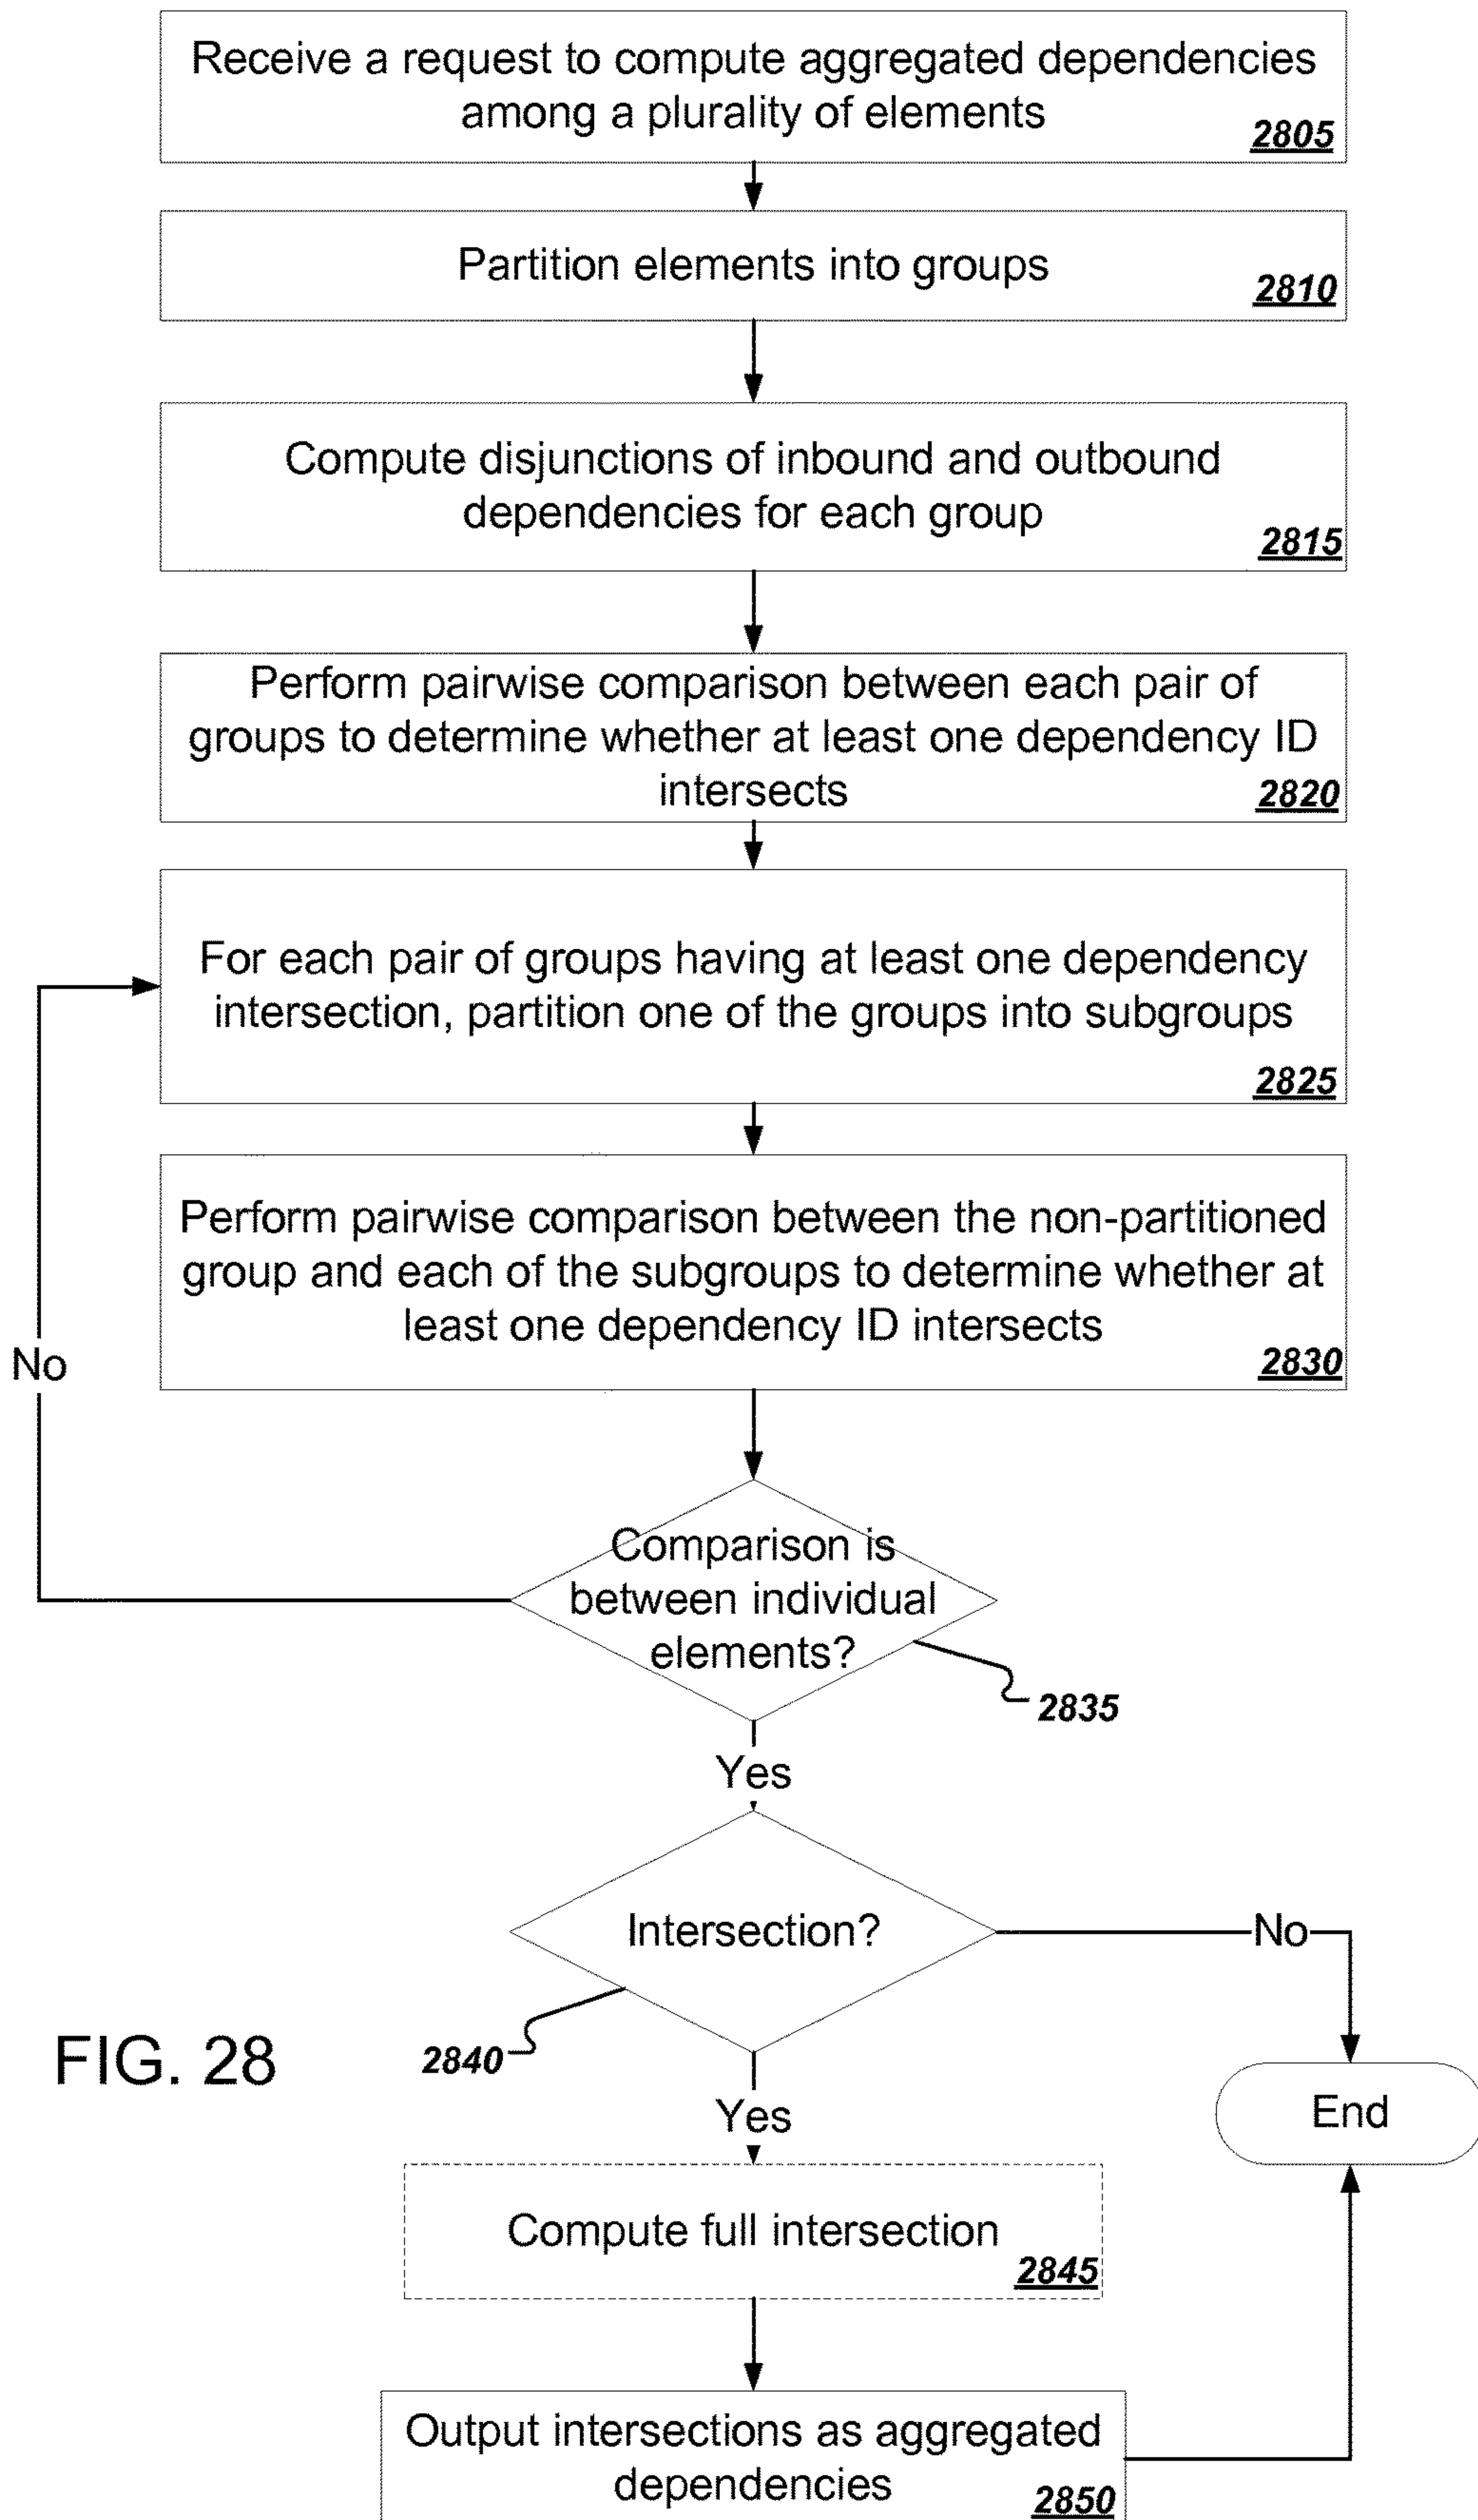 Receive a request to compute aggregated dependencies
among a plurality of elements
2805
Partition elements into groups
2810
Compute disjunctions of inbound and outbound
dependencies for each group
2815
Perform pairwise comparison between each pair of
groups to determine whether at least one dependency ID
intersects
2820
For each pair of groups having at least one dependency
intersection, partition one of the groups into subgroups
2825
Perform pairwise comparison between the non-partitioned
group and each of the subgroups to determine whether at
least one dependency ID intersects
2830
No
Comparison is
between individual
elements?
2835
Yes
Intersection?
No
2840
FIG. 28
Yes
End
Compute full intersection
2845
Output intersections as aggregated
dependencies
2850